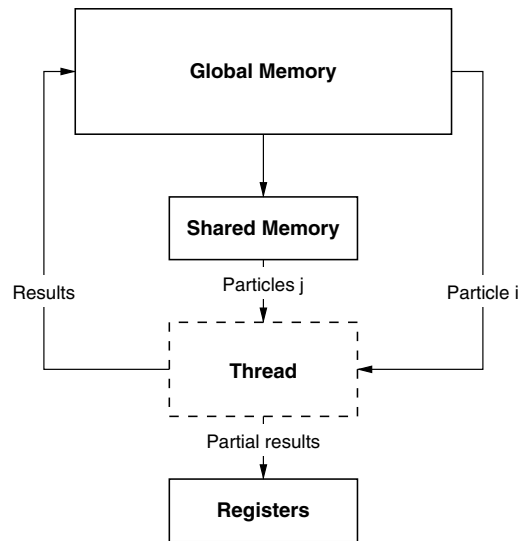 Global Memory
Shared Memory
Particles j
Results
Particle i
Thread
Partial results
Registers